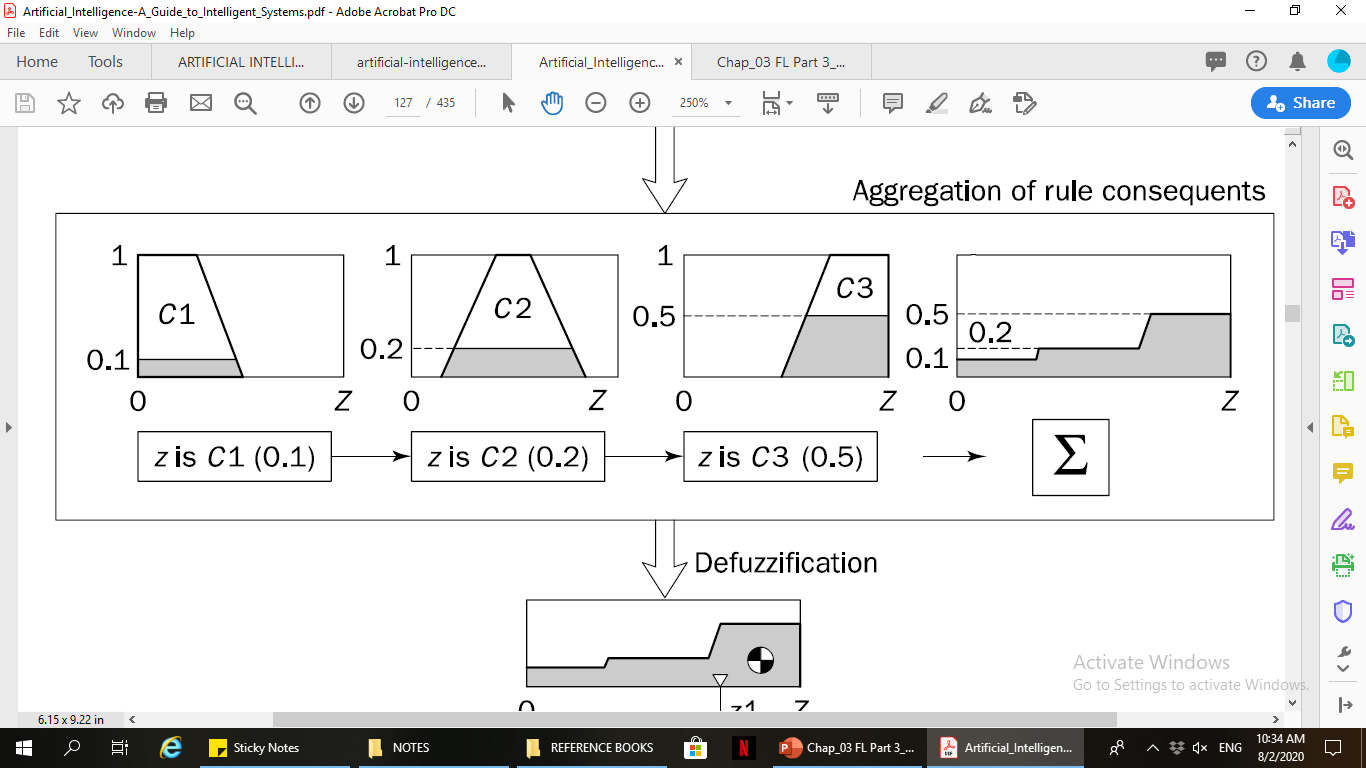 Artificial_Intelligence-A_Guide_to_Intelligent_Systems.pdf - Adobe Acrobat Pro DC
File Edit View Window Help
Home Tools ARTIFICIAL INTELLI... artificial-intelligence... Artificial_Intelligenc... × Chap_03 FL Part 3_...
127 / 435 250% Share
Aggregation of rule consequents
1 1 1
C1 C2 C3
0.5 0.5
0.2 0.2
0.1 0.1
0 Z 0 Z 0 Z 0 Z
z is C1 (0.1) z is C2 (0.2) z is C3 (0.5) Σ
Defuzzification
0 z1 Z
Activate Windows
Go to Settings to activate Windows.
6.15 x 9.22 in
Sticky Notes NOTES REFERENCE BOOKS N Chap_03 FL Part 3_... Artificial_Intelligen... ENG 10:34 AM
8/2/2020